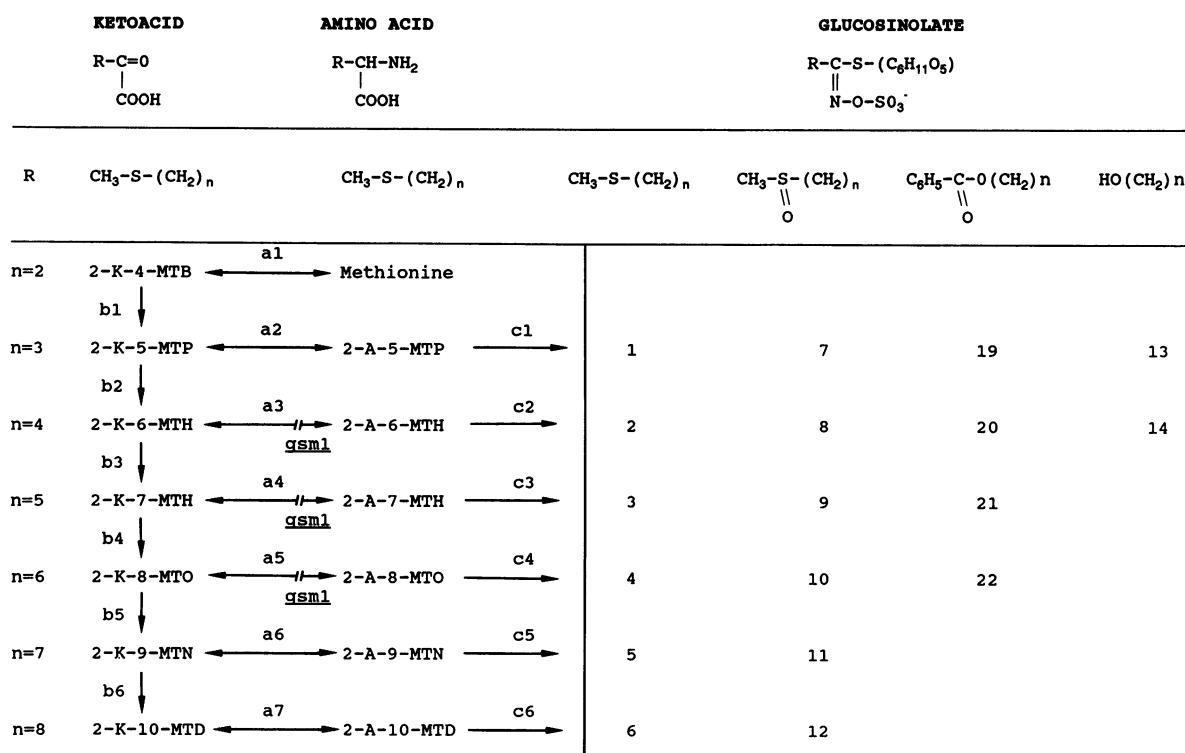 KETOACID AMINO ACID GLUCOSINOLATE
R-C=O R-CH-NH₂ R-C-S-(C₆H₁₁O₅)
COOH COOH N-O-SO₃⁻
R CH₃-S-(CH₂)ₙ CH₃-S-(CH₂)ₙ CH₃-S-(CH₂)ₙ CH₃-S-(CH₂)ₙ C₆H₅-C-O(CH₂)n HO(CH₂)n
O O
a1
n=2 2-K-4-MTB Methionine
b1
a2 c1
n=3 2-K-5-MTP 2-A-5-MTP 1 7 19 13
b2
a3 c2
n=4 2-K-6-MTH 2-A-6-MTH 2 8 20 14
gsm1
b3
a4 c3
n=5 2-K-7-MTH 2-A-7-MTH 3 9 21
gsm1
b4
a5 c4
n=6 2-K-8-MTO 2-A-8-MTO 4 10 22
gsm1
b5
a6 c5
n=7 2-K-9-MTN 2-A-9-MTN 5 11
b6
a7 c6
n=8 2-K-10-MTD 2-A-10-MTD 6 12